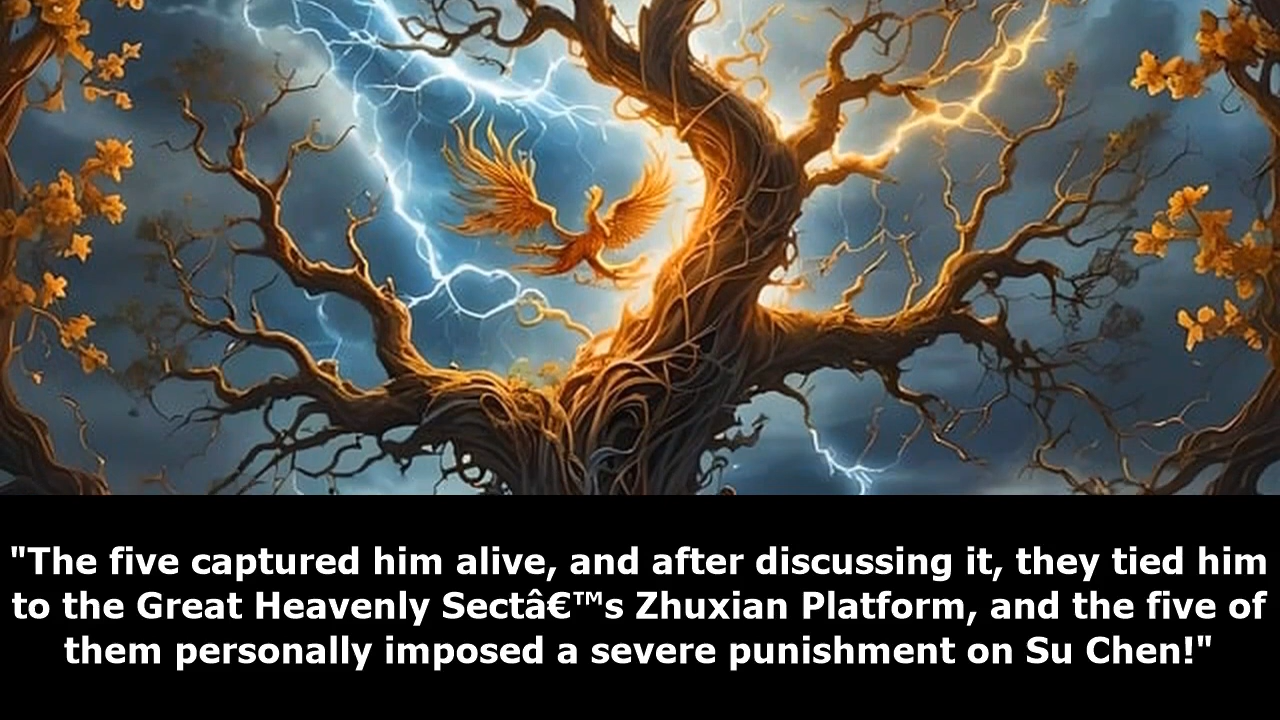 "The five captured him alive, and after discussing it, they tied him
to the Great Heavenly Sectâ€™s Zhuxian Platform, and the five of
them personally imposed a severe punishment on Su Chen!"